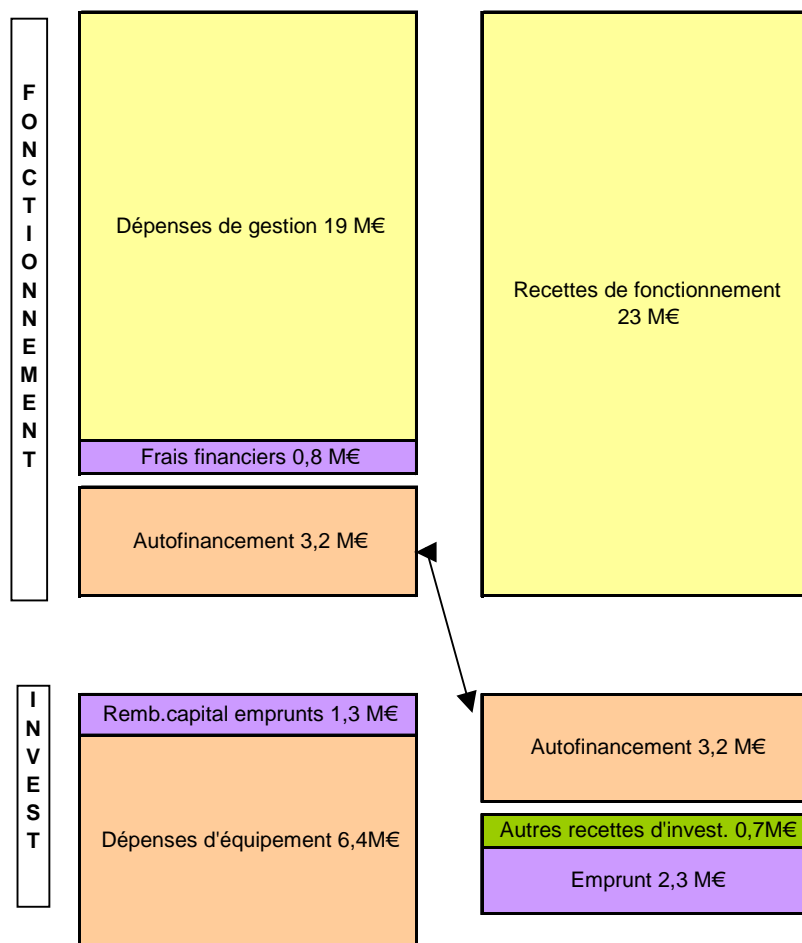 FONCTIONNEMENT
Dépenses de gestion 19 M€
Recettes de fonctionnement
23 M€
Frais financiers 0,8 M€
Autofinancement 3,2 M€
INVEST
Remb.capital emprunts 1,3 M€
Autofinancement 3,2 M€
Dépenses d'équipement 6,4M€
Autres recettes d'invest. 0,7M€
Emprunt 2,3 M€